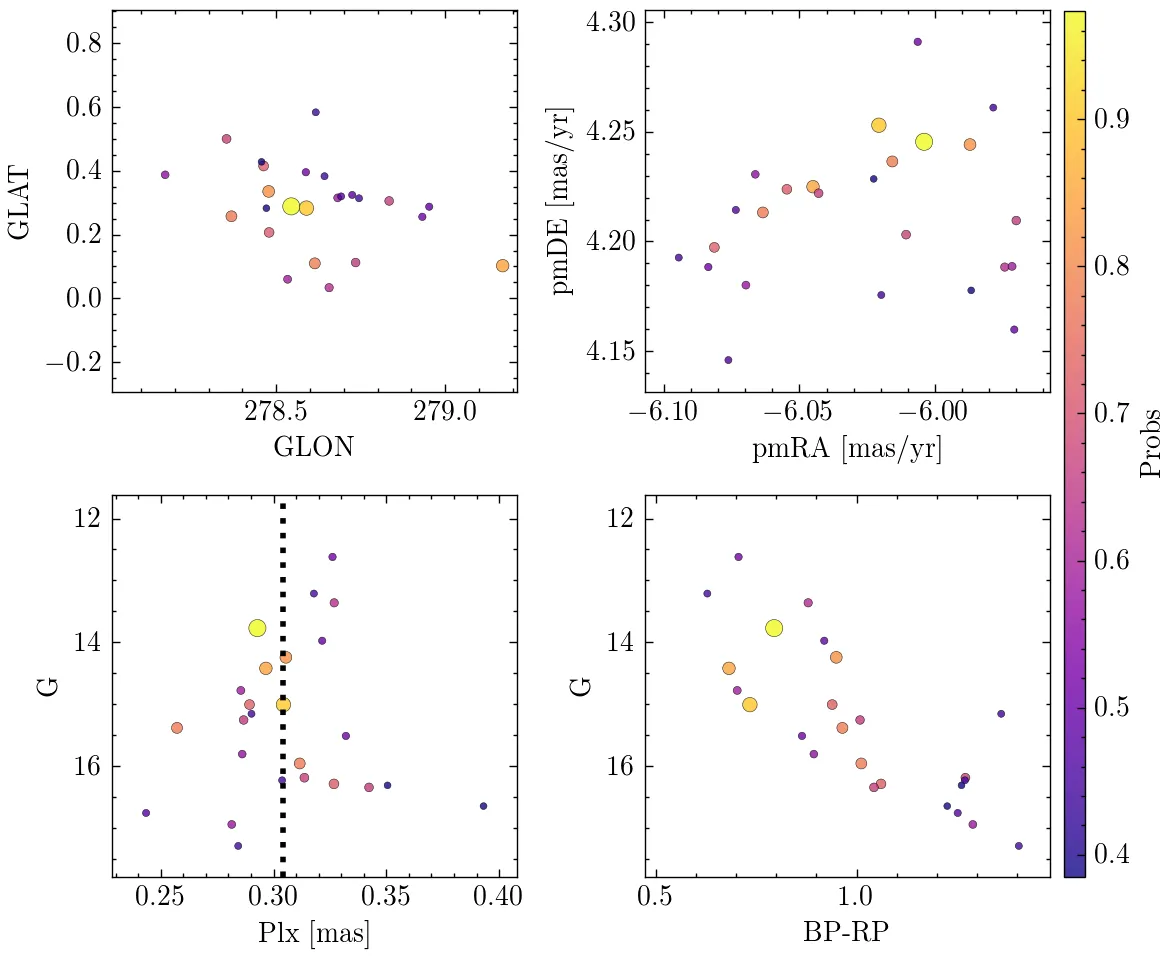 0.8
0.6
0.4
0.2
0.0
−0.2
GLAT
278.5 279.0
GLON
4.30
4.25
4.20
4.15
pmDE [mas/yr]
−6.10 −6.05 −6.00
pmRA [mas/yr]
0.9
0.8
0.7
0.6
0.5
0.4
Probs
12
14
16
G
0.25 0.30 0.35 0.40
Plx [mas]
12
14
16
G
0.5 1.0
BP-RP